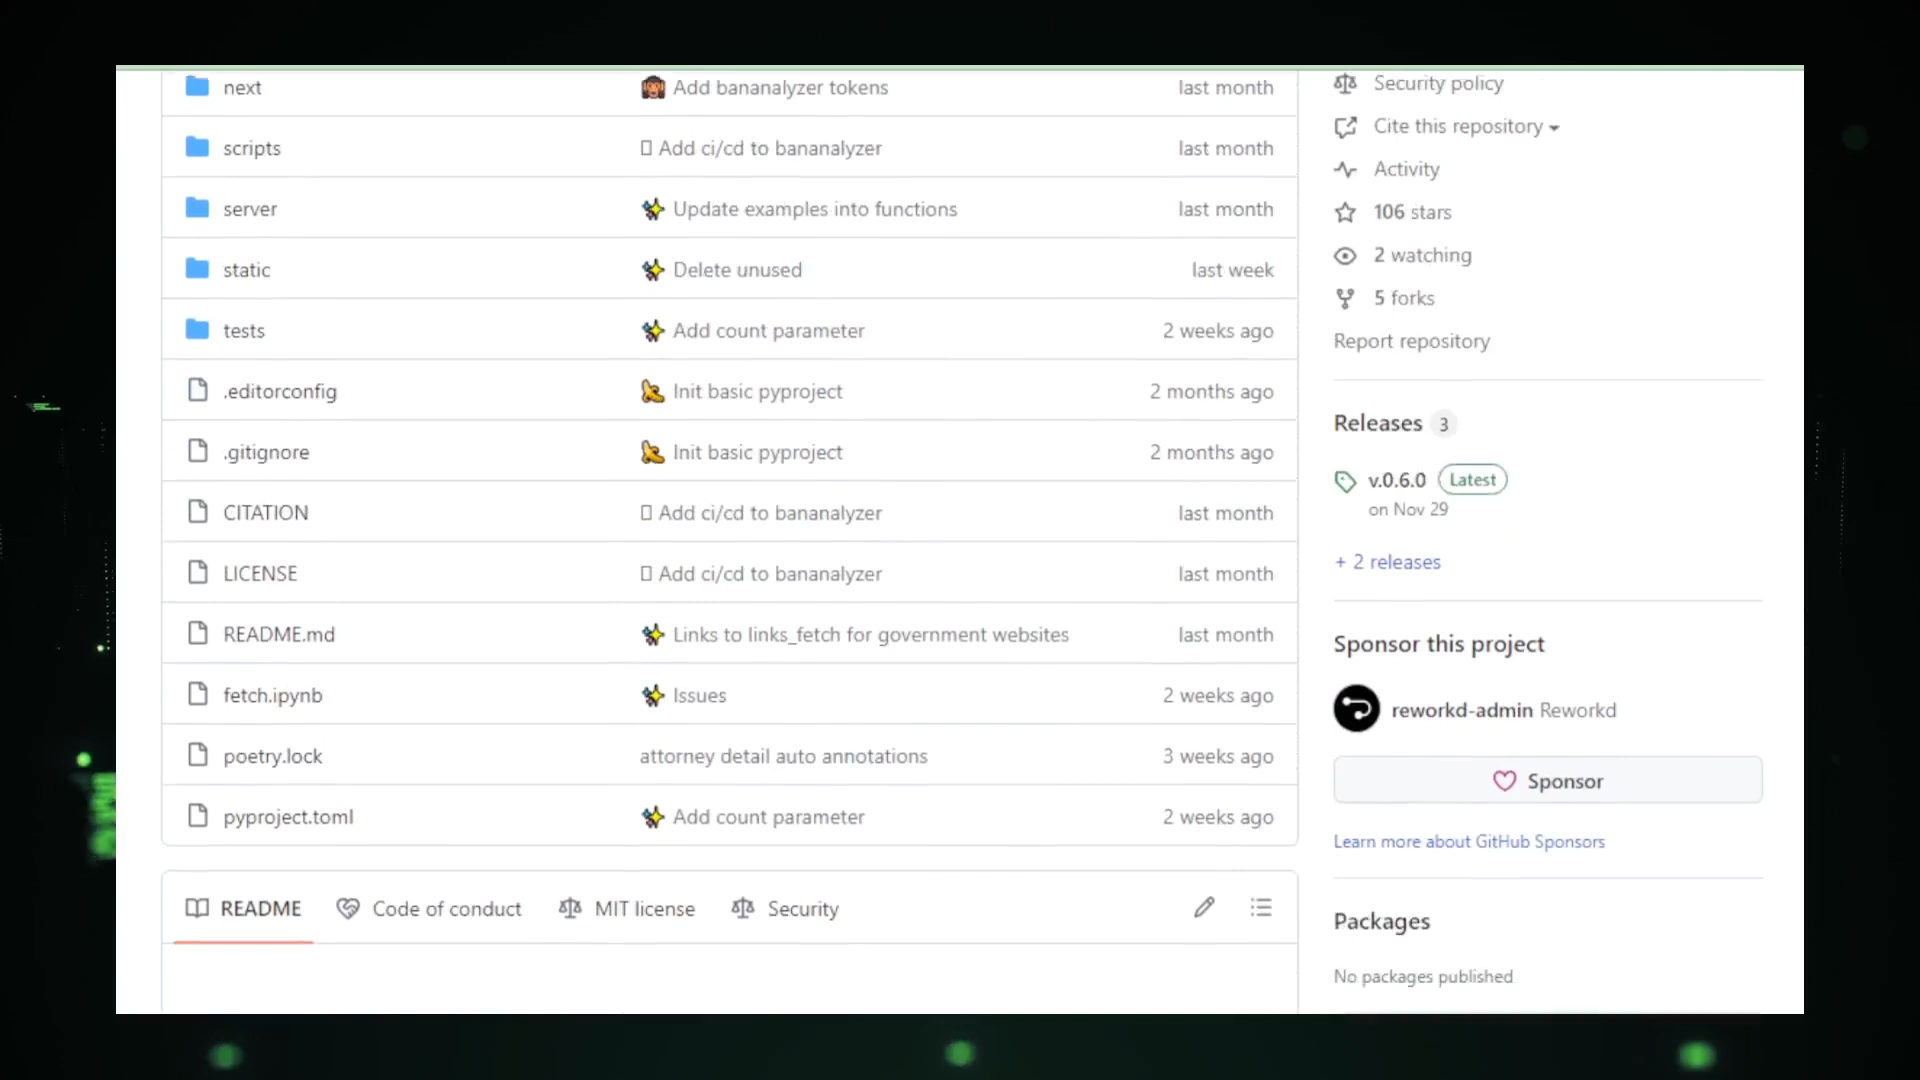 next Add bananalyzer tokens last month
scripts Add ci/cd to bananalyzer last month
server Update examples into functions last month
static Delete unused last week
tests Add count parameter 2 weeks ago
.editorconfig Init basic pyproject 2 months ago
.gitignore Init basic pyproject 2 months ago
CITATION Add ci/cd to bananalyzer last month
LICENSE Add ci/cd to bananalyzer last month
README.md Links to links_fetch for government websites last month
fetch.ipynb Issues 2 weeks ago
poetry.lock attorney detail auto annotations 3 weeks ago
pyproject.toml Add count parameter 2 weeks ago
README Code of conduct MIT license Security
Security policy
Cite this repository
Activity
106 stars
2 watching
5 forks
Report repository
Releases 3
v.0.6.0 Latest
on Nov 29
+ 2 releases
Sponsor this project
reworkd-admin Reworkd
Sponsor
Learn more about GitHub Sponsors
Packages
No packages published